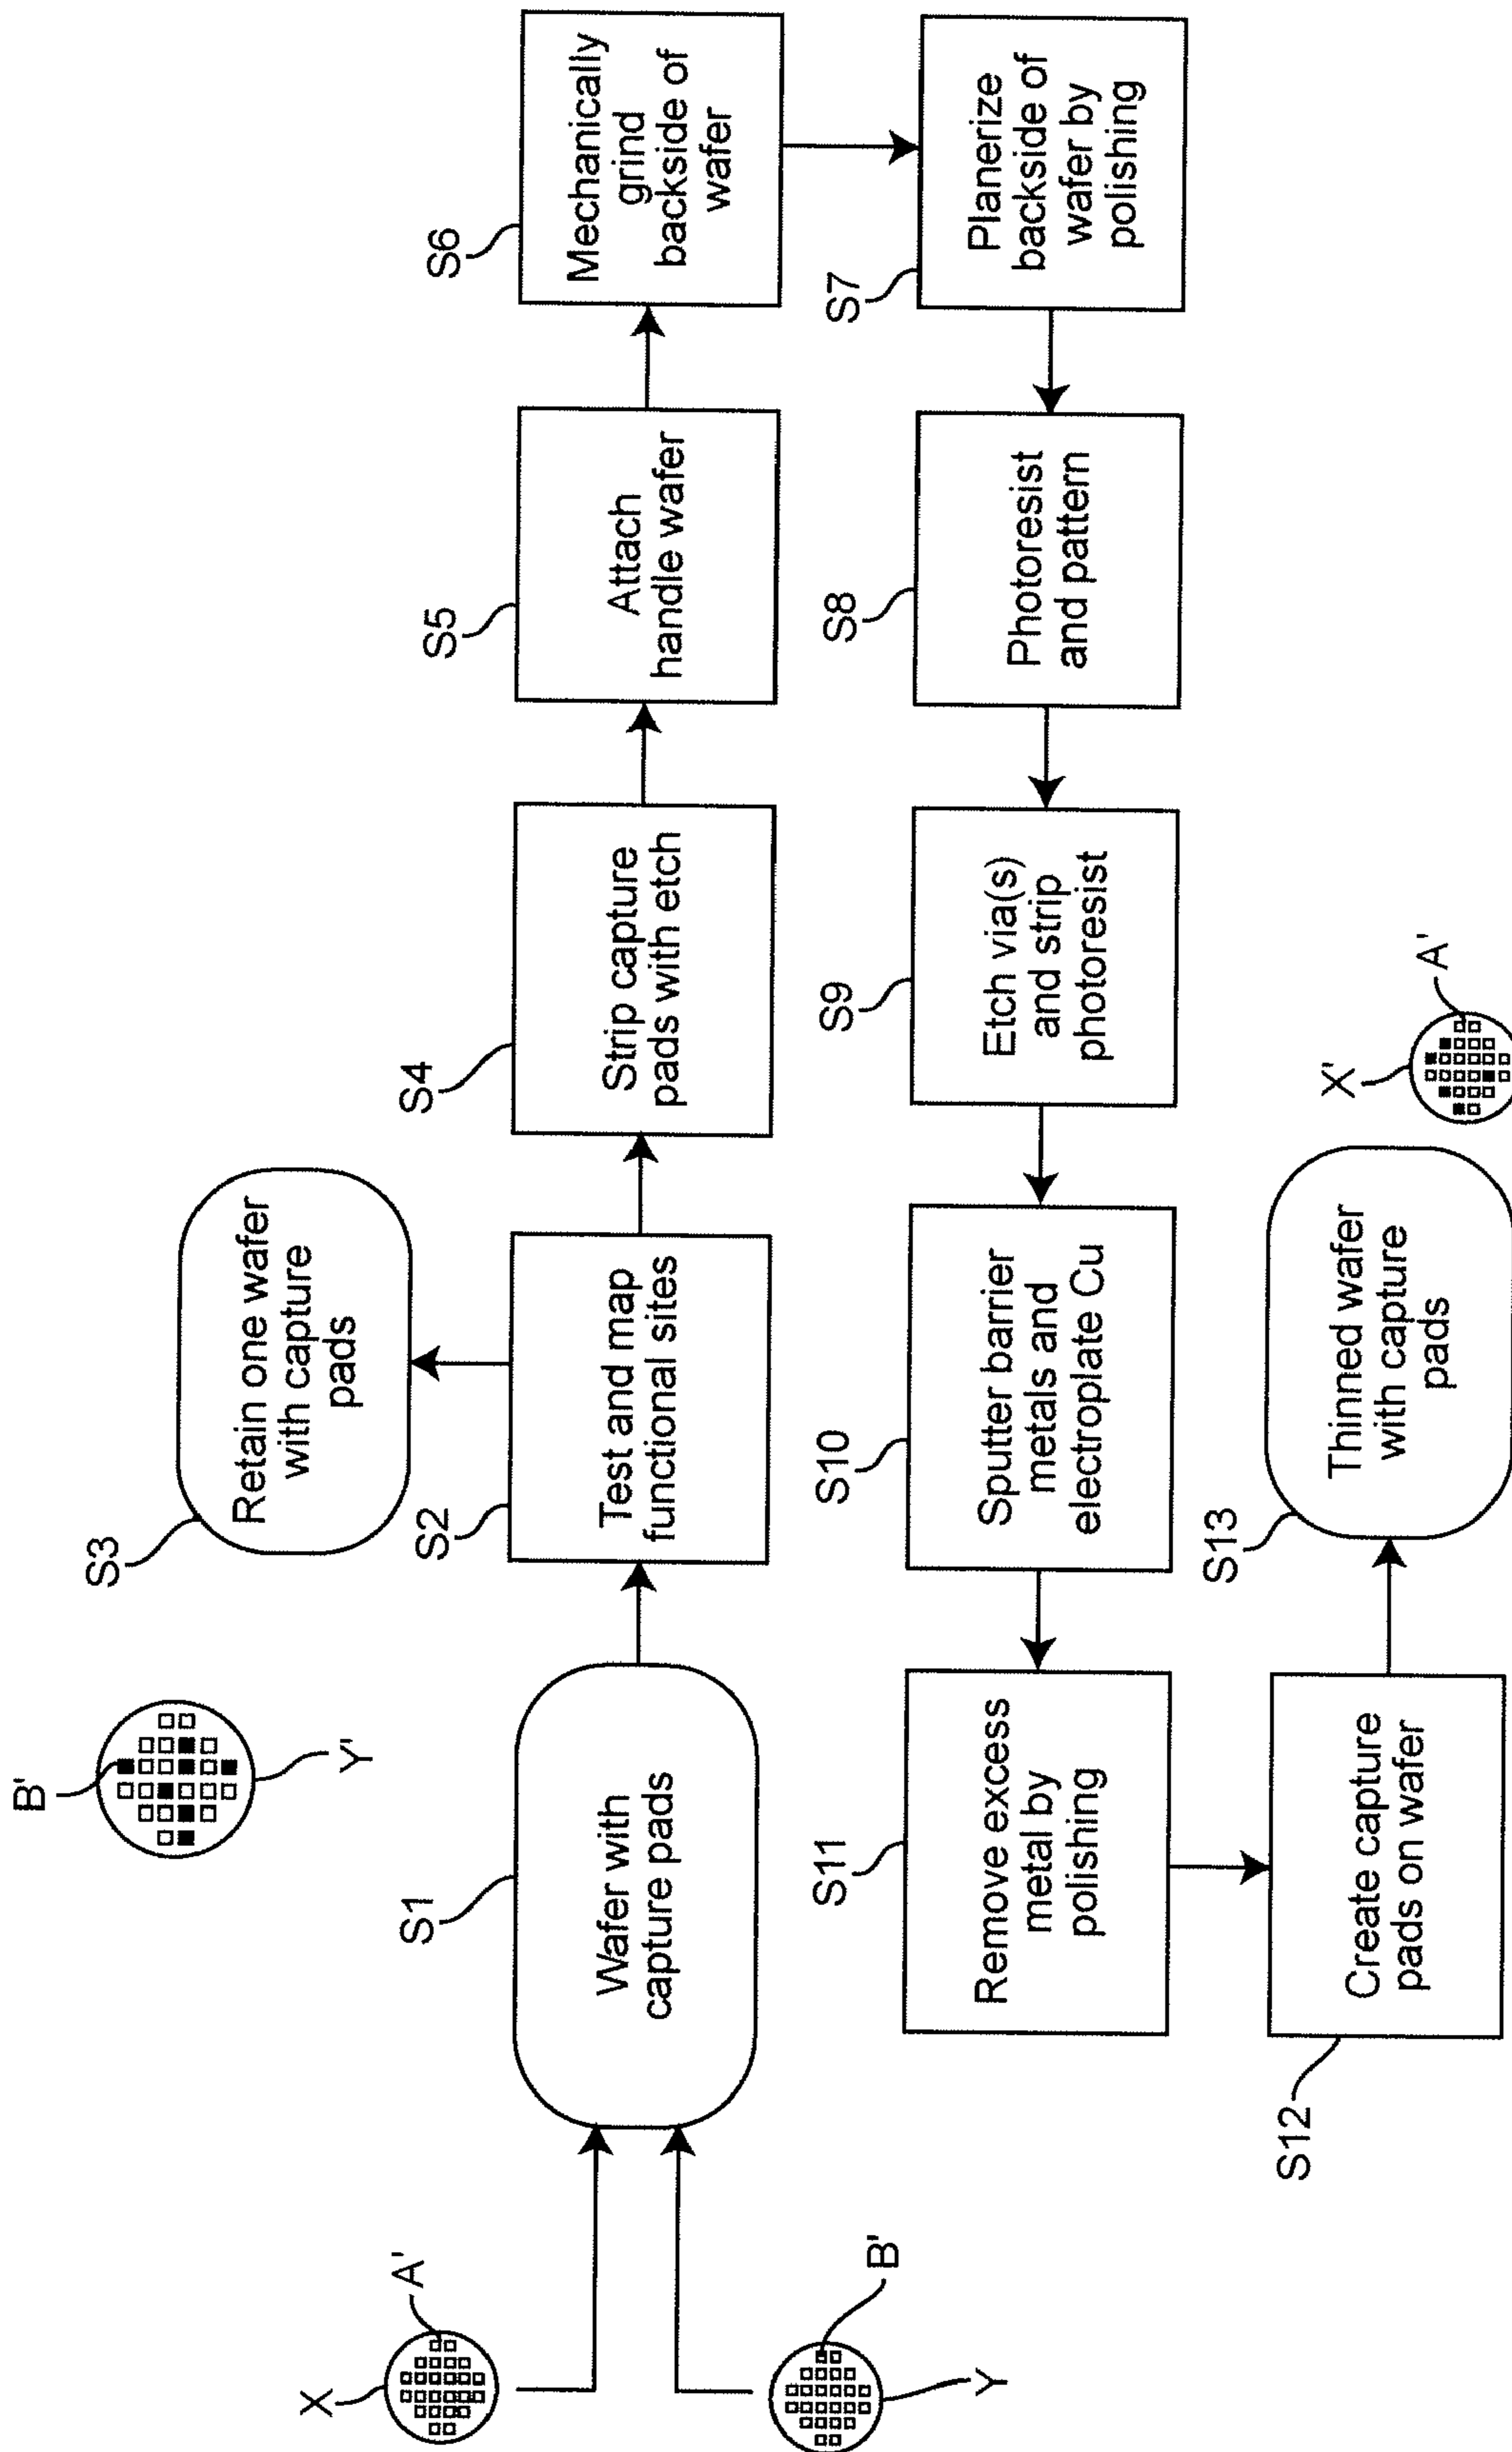 X
A'
Y
B'
S1
Wafer with
capture pads
B'
Y'
S2
Test and map
functional sites
S3
Retain one wafer
with capture
pads
S4
Strip capture
pads with etch
S5
Attach
handle wafer
S6
Mechanically
grind
backside of
wafer
S7
Planerize
backside of
wafer by
polishing
S8
Photoresist
and pattern
S9
Etch via(s)
and strip
photoresist
S10
Sputter barrier
metals and
electroplate Cu
S11
Remove excess
metal by
polishing
S12
Create capture
pads on wafer
S13
Thinned wafer
with capture
pads
X'
A'